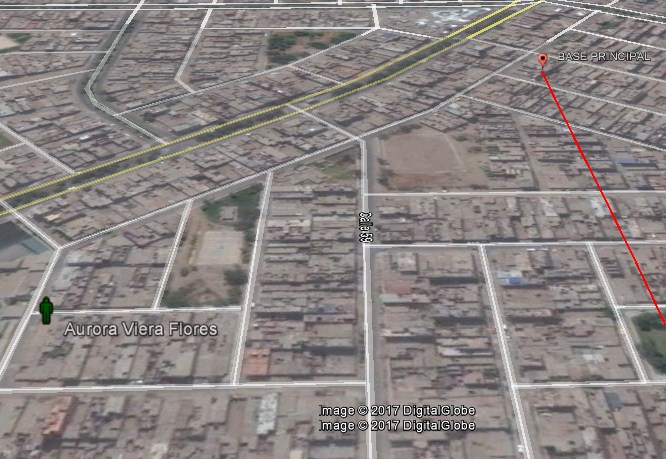 BASE PRINCIPAL
Aurora Viera Flores
Image © 2017 DigitalGlobe
Image © 2017 DigitalGlobe